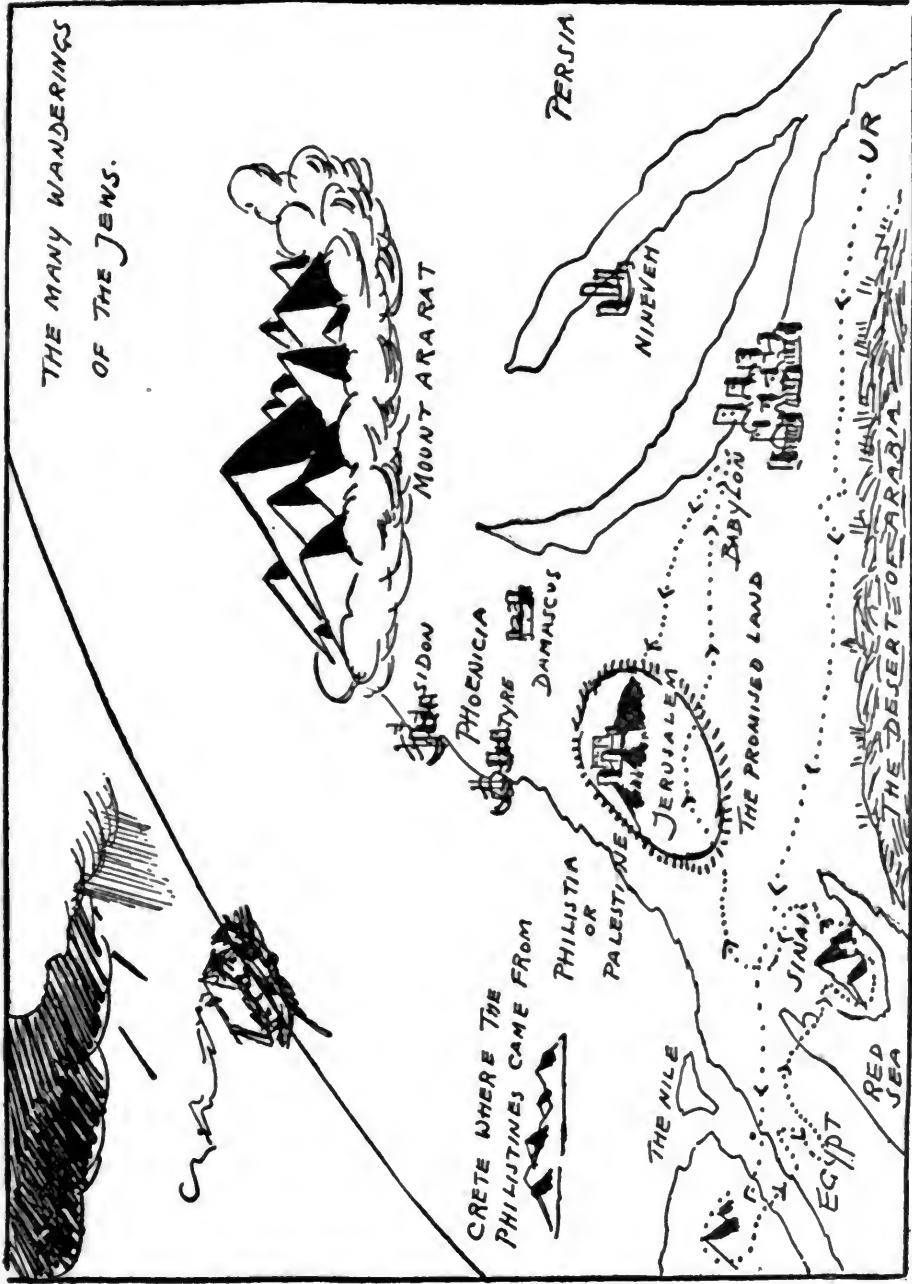 THE MANY WANDERINGS
OF THE JEWS.
MOUNT ARARAT
PERSIA
NINEVEH
SIDON
PHOENICIA
TYRE
DAMASCUS
BABYLON
UR
CRETE WHERE THE
PHILISTINES CAME FROM
PHILISTIA
OR
PALESTINE
JERUSALEM
THE PROMISED LAND
THE DESERT OF ARABIA
THE NILE
SINAI
EGYPT
RED
SEA